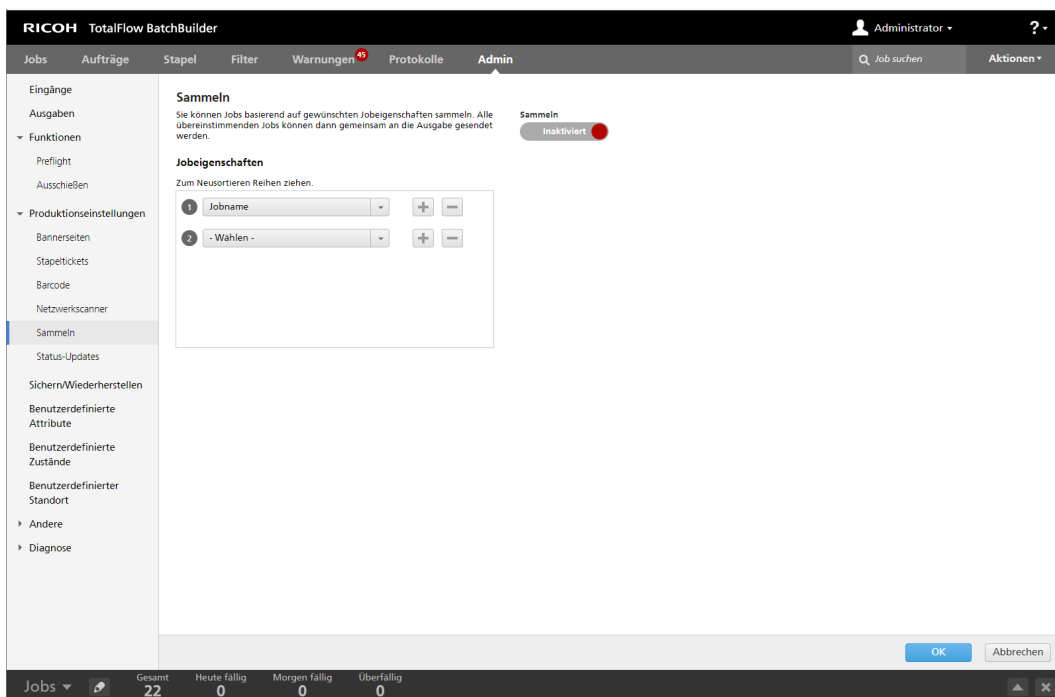 RICOH TotalFlow BatchBuilder
Administrator
?
Jobs Aufträge Stapel Filter Warnungen 45 Protokolle Admin
Job suchen
Aktionen
Eingänge
Ausgaben
Funktionen
Preflight
Ausschießen
Produktionseinstellungen
Bannerseiten
Stapeltickets
Barcode
Netzwerkscanner
Sammeln
Status-Updates
Sichern/Wiederherstellen
Benutzerdefinierte
Attribute
Benutzerdefinierte
Zustände
Benutzerdefinierter
Standort
Andere
Diagnose
Sammeln
Sie können Jobs basierend auf gewünschten Jobeigenschaften sammeln. Alle
übereinstimmenden Jobs können dann gemeinsam an die Ausgabe gesendet
werden.
Sammeln
Inaktiviert
Jobeigenschaften
Zum Neusortieren Reihen ziehen.
1 Jobname
2 - Wählen -
OK
Abbrechen
Jobs
Gesamt Heute fällig Morgen fällig Überfällig
22 0 0 0